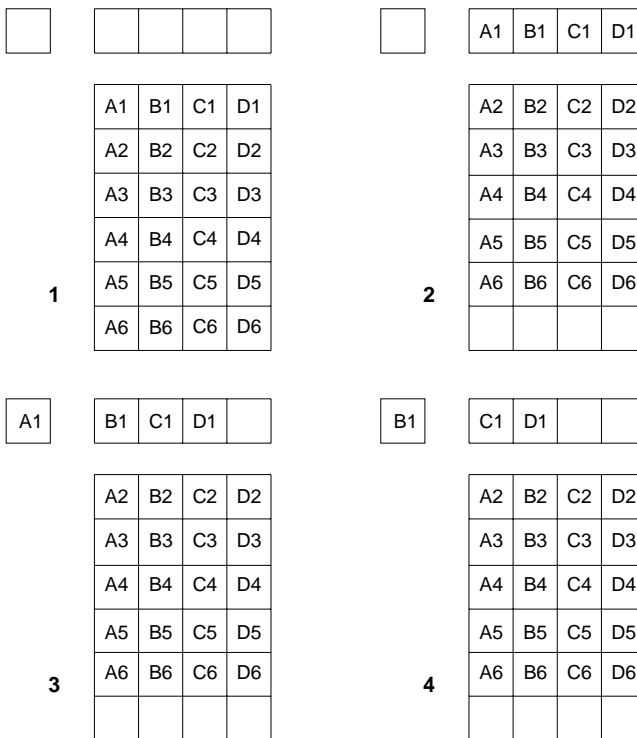 A1 B1 C1 D1
A2 B2 C2 D2
A3 B3 C3 D3
A4 B4 C4 D4
A5 B5 C5 D5
A6 B6 C6 D6
1
A1 B1 C1 D1
A2 B2 C2 D2
A3 B3 C3 D3
A4 B4 C4 D4
A5 B5 C5 D5
A6 B6 C6 D6
2
A1 B1 C1 D1
A2 B2 C2 D2
A3 B3 C3 D3
A4 B4 C4 D4
A5 B5 C5 D5
A6 B6 C6 D6
3
B1 C1 D1
A2 B2 C2 D2
A3 B3 C3 D3
A4 B4 C4 D4
A5 B5 C5 D5
A6 B6 C6 D6
4